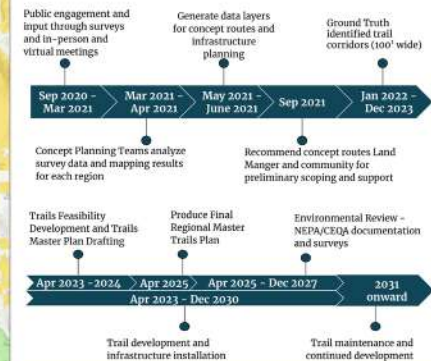 Public engagement and
input through surveys
and in-person and
virtual meetings
Generate data layers
for concept routes and
infrastructure
planning
Ground Truth
identified trail
corridors (100' wide)
Sep 2020 -
Mar 2021
Mar 2021 -
Apr 2021
May 2021 -
June 2021
Sep 2021
Jan 2022 -
Dec 2023
Concept Planning Teams analyze
survey data and mapping results
for each region
Recommend concept routes Land
Manger and community for
preliminary scoping and support
Trails Feasibility
Development and Trails
Master Plan Drafting
Produce Final
Regional Master
Trails Plan
Environmental Review -
NEPA/CEQA documentation
and surveys
Apr 2023 -2024
Apr 2025
Apr 2025 - Dec 2027
Apr 2023 - Dec 2030
2031
onward
Trail development and
infrastructure installation
Trail maintenance and
continued development